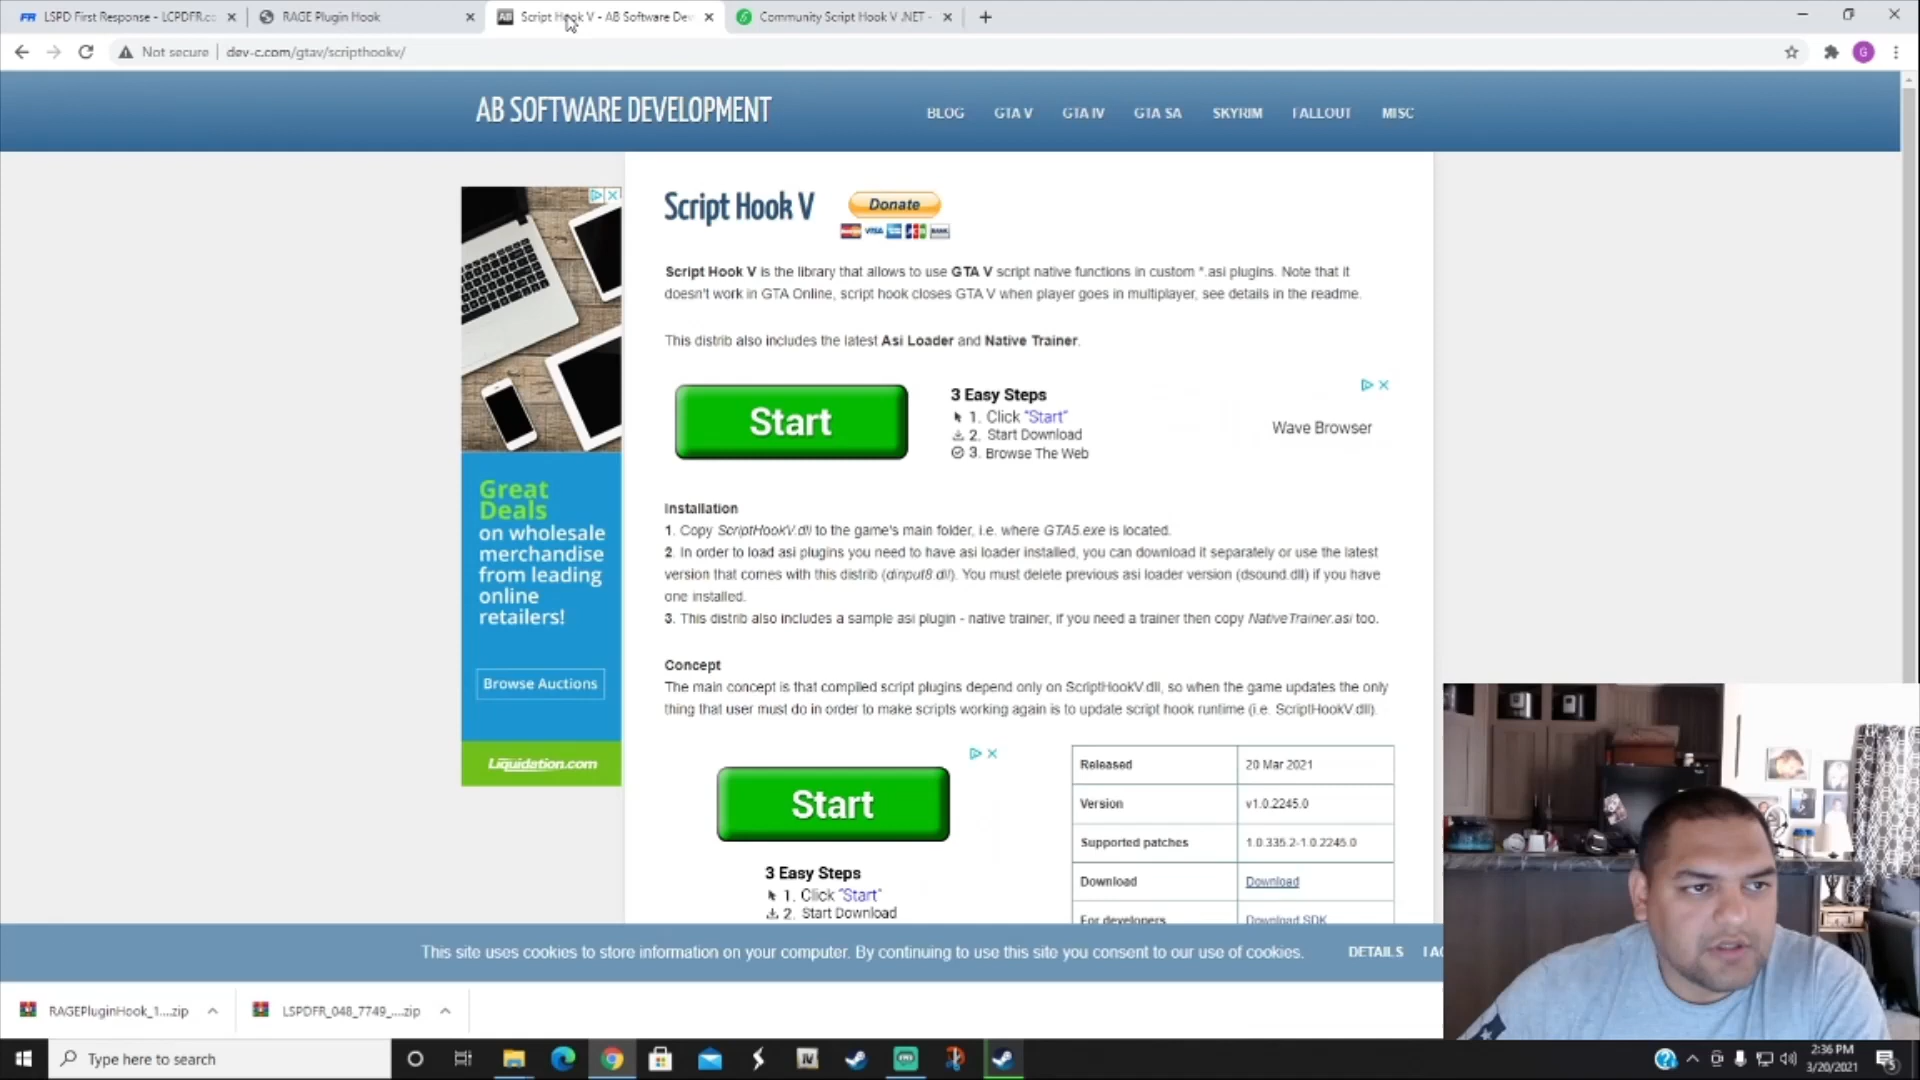 LSPD First Response - LCPDFR.co
RAGE Plugin Hook
Script Hook V - AB Software Dev
Community Script Hook V .NET -
Not secure
dev-c.com/gtav/scripthookv/
AB SOFTWARE DEVELOPMENT
BLOG
GTA V
GTA IV
GTA SA
SKYRIM
FALLOUT
MISC
Script Hook V
Donate
VISA
Script Hook V is the library that allows to use GTA V script native functions in custom *.asi plugins. Note that it
doesn't work in GTA Online, script hook closes GTA V when player goes in multiplayer, see details in the readme.
This distrib also includes the latest Asi Loader and Native Trainer.
Start
3 Easy Steps
1. Click "Start"
2. Start Download
3. Browse The Web
Wave Browser
Great
Deals
on wholesale
merchandise
from leading
online
retailers!
Browse Auctions
Liquidation.com
Installation
1. Copy ScriptHookV.dll to the game's main folder, i.e. where GTA5.exe is located.
2. In order to load asi plugins you need to have asi loader installed, you can download it separately or use the latest
version that comes with this distrib (dinput8.dll). You must delete previous asi loader version (dsound.dll) if you have
one installed.
3. This distrib also includes a sample asi plugin - native trainer, if you need a trainer then copy NativeTrainer.asi too.
Concept
The main concept is that compiled script plugins depend only on ScriptHookV.dll, so when the game updates the only
thing that user must do in order to make scripts working again is to update script hook runtime (i.e. ScriptHookV.dll).
Start
3 Easy Steps
1. Click "Start"
2. Start Download
Released
20 Mar 2021
Version
v1.0.2245.0
Supported patches
1.0.335.2-1.0.2245.0
Download
Download
For developers
Download SDK
This site uses cookies to store information on your computer. By continuing to use this site you consent to our use of cookies.
DETAILS
I AG
RAGEPluginHook_1....zip
LSPDFR_048_7749_....zip
Type here to search
2:36 PM
3/20/2021